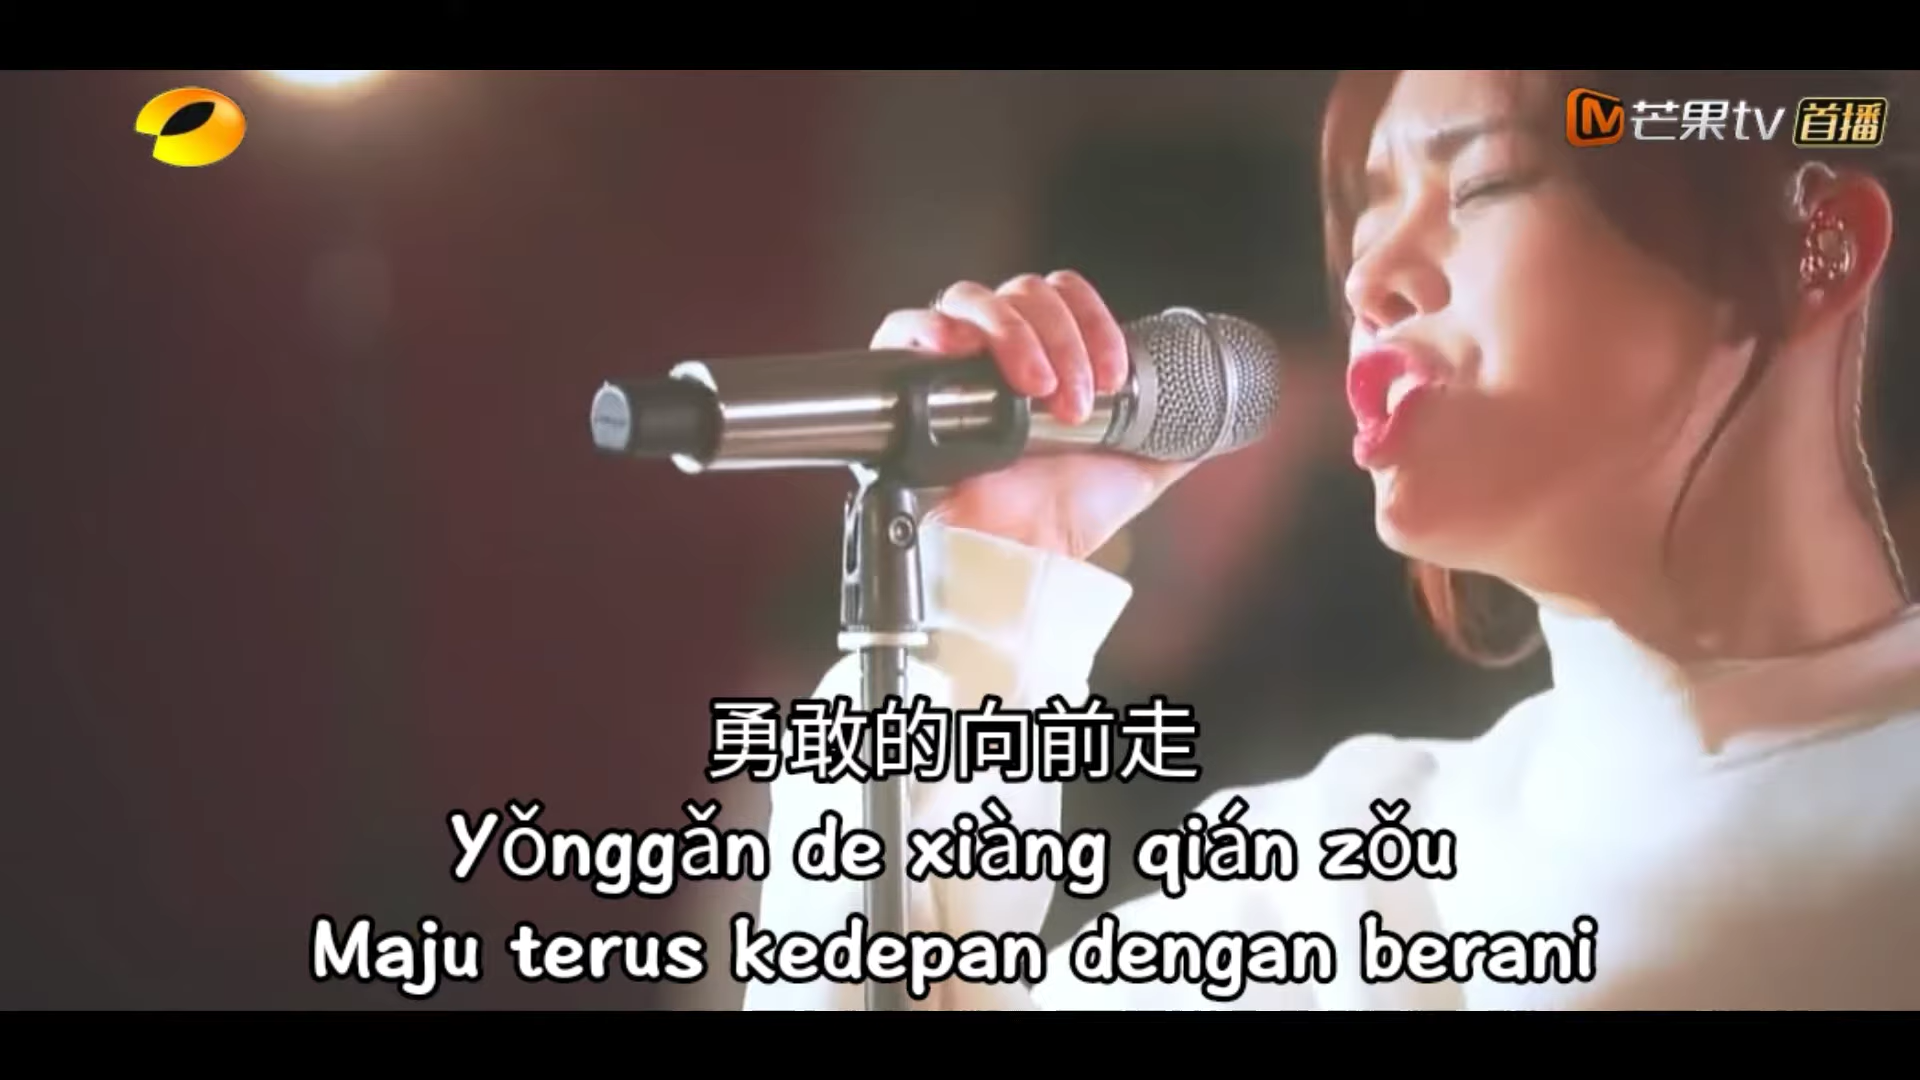 芒果tv 首播
勇敢的向前走
Yǒnggǎn de xiàng qián zǒu
Maju terus kedepan dengan berani